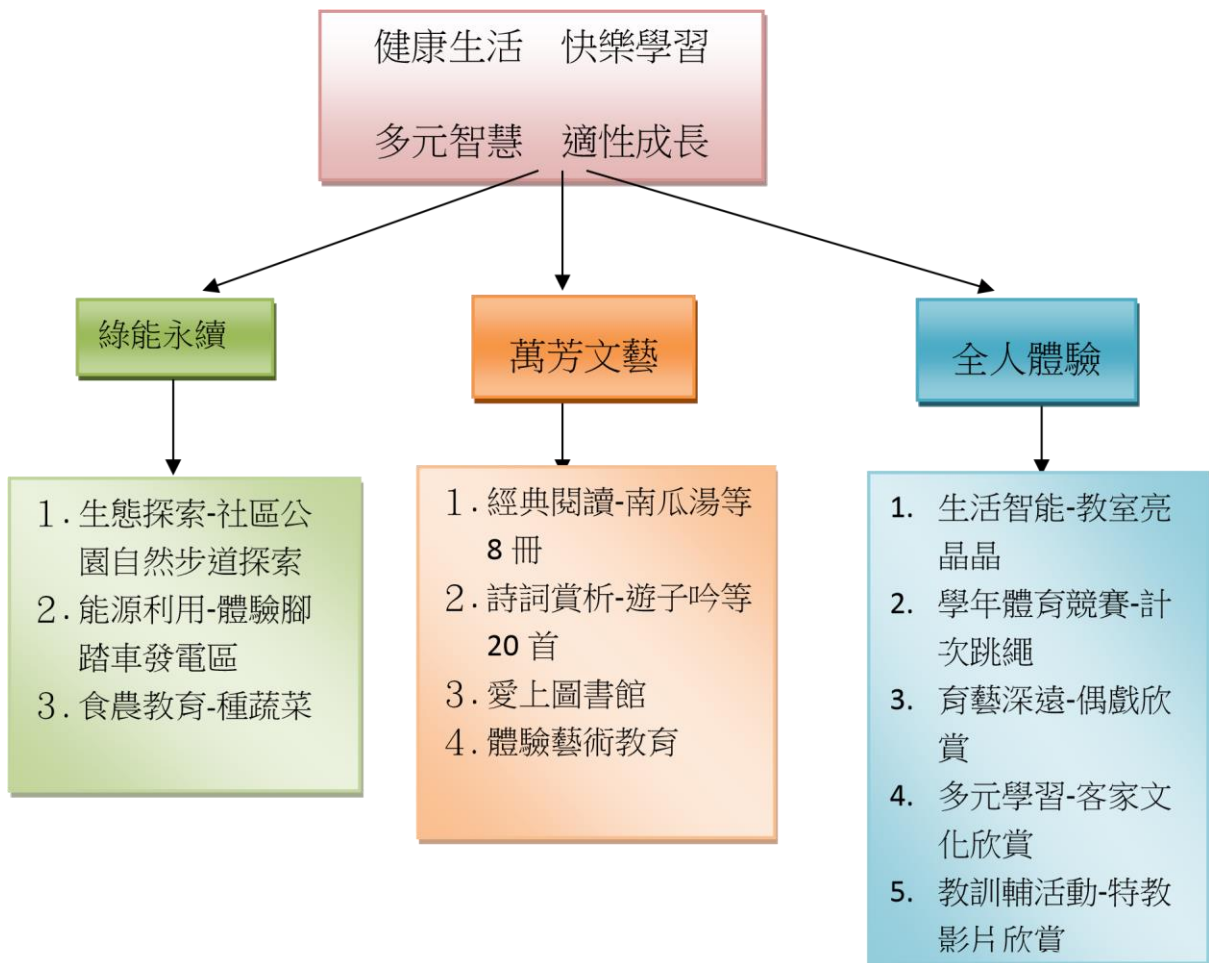 健康生活 快樂學習
多元智慧 適性成長
綠能永續
萬芳文藝
全人體驗
1. 生態探索-社區公
園自然步道探索
2. 能源利用-體驗腳
踏車發電區
3. 食農教育-種蔬菜
1. 經典閱讀-南瓜湯等
8 冊
2. 詩詞賞析-遊子吟等
20 首
3. 愛上圖書館
4. 體驗藝術教育
1. 生活智能-教室亮
晶晶
2. 學年體育競賽-計
次跳繩
3. 育藝深遠-偶戲欣
賞
4. 多元學習-客家文
化欣賞
5. 教訓輔活動-特教
影片欣賞